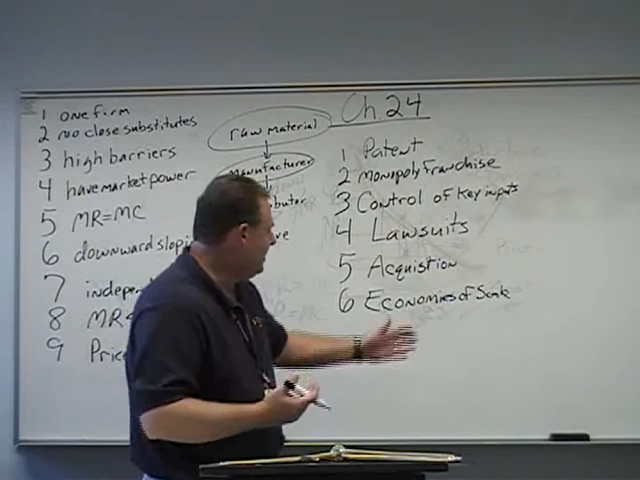 1 one firm
2 no close substitutes
3 high barriers
4 have market power
5 MR=MC
6 downward slopi
7 indepen
8 MR<
9 Price
raw material
manufacturer
butor
Ch. 24
1 Patent
2 monopoly franchise
3 Control of Key inputs
4 Lawsuits
5 Acquistion
6 Economies of Scale